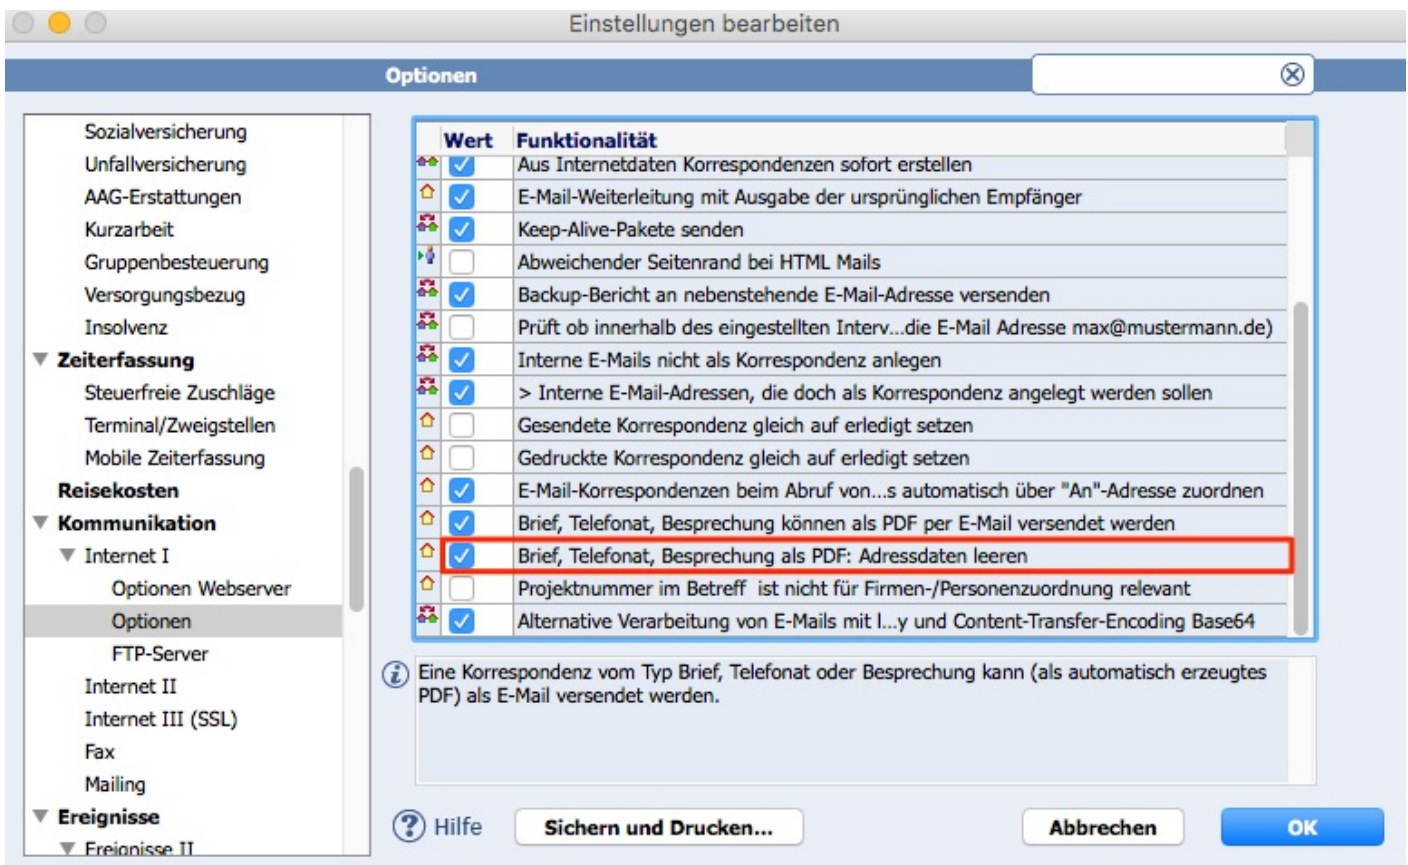 Einstellungen bearbeiten
Optionen
Sozialversicherung
Unfallversicherung
AAG-Erstattungen
Kurzarbeit
Gruppenbesteuerung
Versorgungsbezug
Insolvenz
Zeiterfassung
Steuerfreie Zuschläge
Terminal/Zweigstellen
Mobile Zeiterfassung
Reisekosten
Kommunikation
Internet I
Optionen Webserver
Optionen
FTP-Server
Internet II
Internet III (SSL)
Fax
Mailing
Ereignisse
Ereignisse II
Wert Funktionalität
Aus Internetdaten Korrespondenzen sofort erstellen
E-Mail-Weiterleitung mit Ausgabe der ursprünglichen Empfänger
Keep-Alive-Pakete senden
Abweichender Seitenrand bei HTML Mails
Backup-Bericht an nebenstehende E-Mail-Adresse versenden
Prüft ob innerhalb des eingestellten Interv...die E-Mail Adresse max@mustermann.de)
Interne E-Mails nicht als Korrespondenz anlegen
> Interne E-Mail-Adressen, die doch als Korrespondenz angelegt werden sollen
Gesendete Korrespondenz gleich auf erledigt setzen
Gedruckte Korrespondenz gleich auf erledigt setzen
E-Mail-Korrespondenzen beim Abruf von...s automatisch über "An"-Adresse zuordnen
Brief, Telefonat, Besprechung können als PDF per E-Mail versendet werden
Brief, Telefonat, Besprechung als PDF: Adressdaten leeren
Projektnummer im Betreff ist nicht für Firmen-/Personenzuordnung relevant
Alternative Verarbeitung von E-Mails mit l...y und Content-Transfer-Encoding Base64
Eine Korrespondenz vom Typ Brief, Telefonat oder Besprechung kann (als automatisch erzeugtes
PDF) als E-Mail versendet werden.
Hilfe
Sichern und Drucken...
Abbrechen
OK